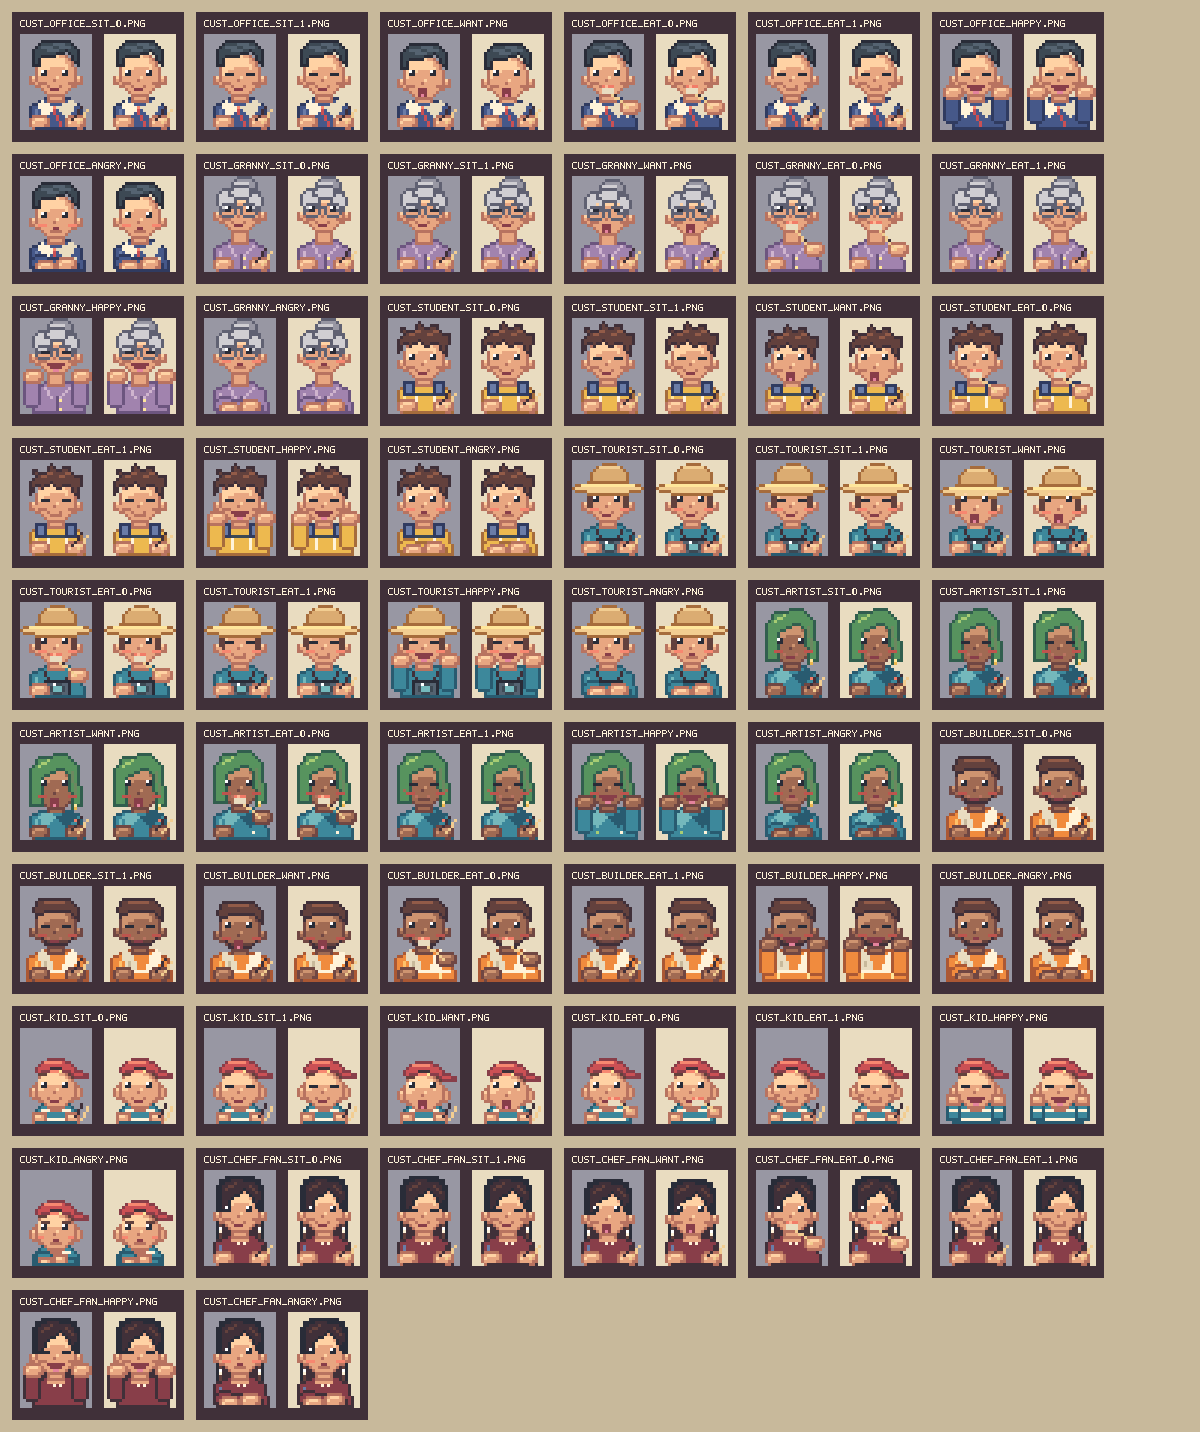 CUST_OFFICE_SIT_0.PNG
CUST_OFFICE_SIT_1.PNG
CUST_OFFICE_WANT.PNG
CUST_OFFICE_EAT_0.PNG
CUST_OFFICE_EAT_1.PNG
CUST_OFFICE_HAPPY.PNG
CUST_OFFICE_ANGRY.PNG
CUST_GRANNY_SIT_0.PNG
CUST_GRANNY_SIT_1.PNG
CUST_GRANNY_WANT.PNG
CUST_GRANNY_EAT_0.PNG
CUST_GRANNY_EAT_1.PNG
CUST_GRANNY_HAPPY.PNG
CUST_GRANNY_ANGRY.PNG
CUST_STUDENT_SIT_0.PNG
CUST_STUDENT_SIT_1.PNG
CUST_STUDENT_WANT.PNG
CUST_STUDENT_EAT_0.PNG
CUST_STUDENT_EAT_1.PNG
CUST_STUDENT_HAPPY.PNG
CUST_STUDENT_ANGRY.PNG
CUST_TOURIST_SIT_0.PNG
CUST_TOURIST_SIT_1.PNG
CUST_TOURIST_WANT.PNG
CUST_TOURIST_EAT_0.PNG
CUST_TOURIST_EAT_1.PNG
CUST_TOURIST_HAPPY.PNG
CUST_TOURIST_ANGRY.PNG
CUST_ARTIST_SIT_0.PNG
CUST_ARTIST_SIT_1.PNG
CUST_ARTIST_WANT.PNG
CUST_ARTIST_EAT_0.PNG
CUST_ARTIST_EAT_1.PNG
CUST_ARTIST_HAPPY.PNG
CUST_ARTIST_ANGRY.PNG
CUST_BUILDER_SIT_0.PNG
CUST_BUILDER_SIT_1.PNG
CUST_BUILDER_WANT.PNG
CUST_BUILDER_EAT_0.PNG
CUST_BUILDER_EAT_1.PNG
CUST_BUILDER_HAPPY.PNG
CUST_BUILDER_ANGRY.PNG
CUST_KID_SIT_0.PNG
CUST_KID_SIT_1.PNG
CUST_KID_WANT.PNG
CUST_KID_EAT_0.PNG
CUST_KID_EAT_1.PNG
CUST_KID_HAPPY.PNG
CUST_KID_ANGRY.PNG
CUST_CHEF_FAN_SIT_0.PNG
CUST_CHEF_FAN_SIT_1.PNG
CUST_CHEF_FAN_WANT.PNG
CUST_CHEF_FAN_EAT_0.PNG
CUST_CHEF_FAN_EAT_1.PNG
CUST_CHEF_FAN_HAPPY.PNG
CUST_CHEF_FAN_ANGRY.PNG